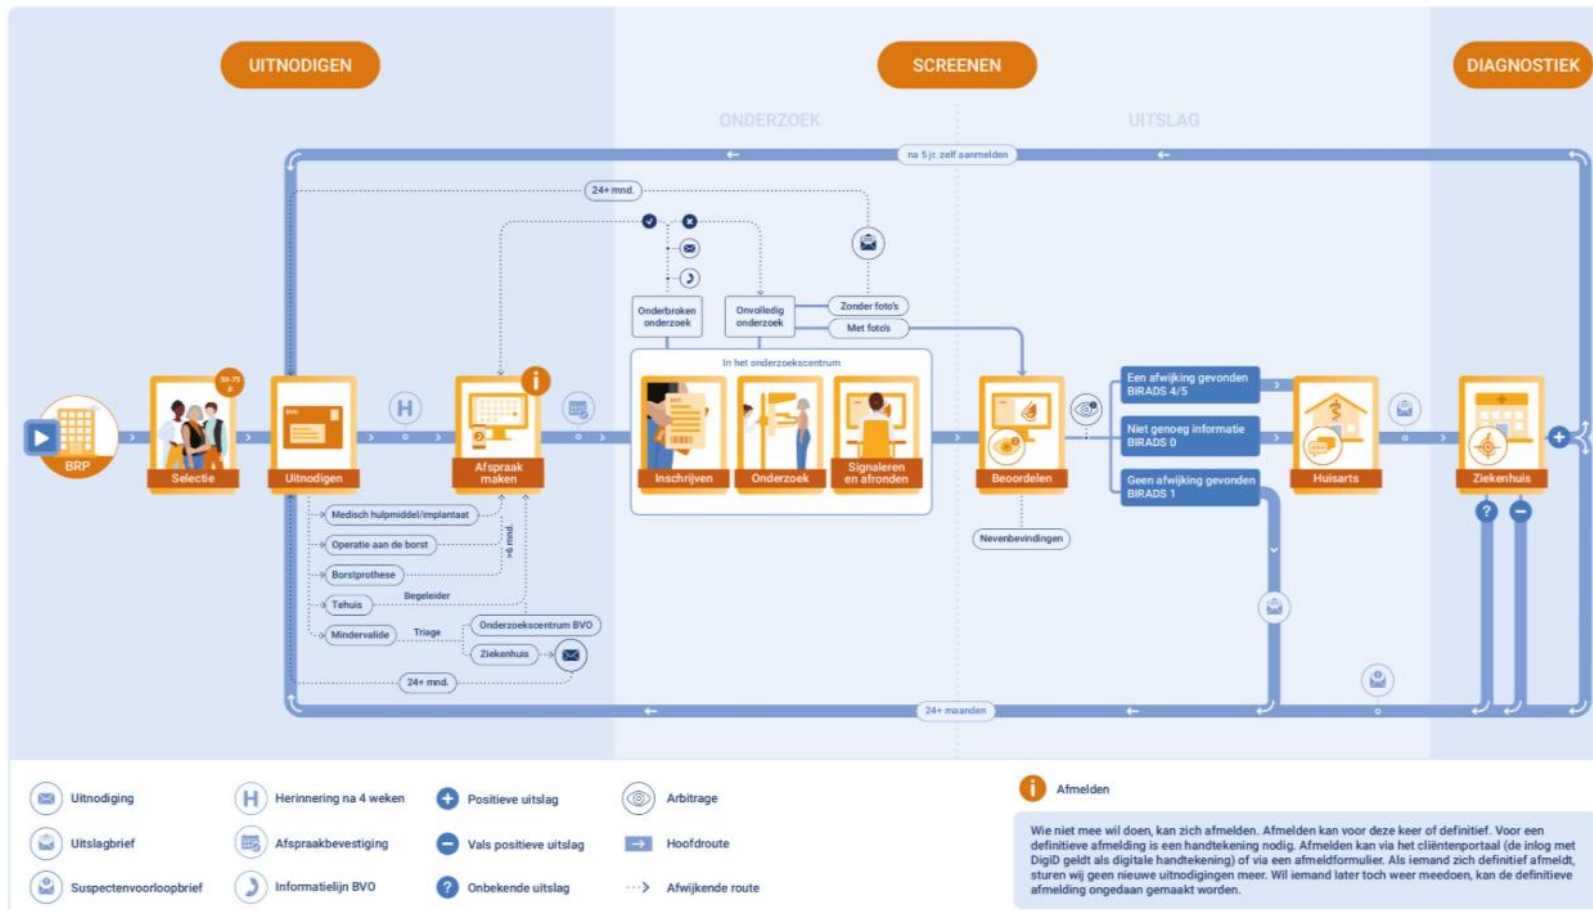 UITNODIGEN
SCREENEN
DIAGNOSTIEK
ONDERZOEK
UITSLAG
na 5 jr. zelf aanmelden
24+ mnd.
Onderbroken
onderzoek
Onvolledig
onderzoek
Zonder foto's
Met foto's
In het onderzoekscentrum
BRP
Selectie
BVO
Uitnodigen
H
i
Afspraak
maken
Inschrijven
Onderzoek
Signaleren
en afronden
Beoordelen
Een afwijking gevonden
BIRADS 4/5
Niet genoeg informatie
BIRADS 0
Geen afwijking gevonden
BIRADS 1
Huisarts
Ziekenhuis
+
?
−
Nevenbevindingen
Medisch hulpmiddel/implantaat
Operatie aan de borst
Borstprothese
>6 mnd.
Tehuis
Begeleider
Mindervalide
Triage
Onderzoekscentrum BVO
Ziekenhuis
24+ mnd.
24+ maanden
Uitnodiging
Uitslagbrief
Suspectenvoorloopbrief
H Herinnering na 4 weken
Afspraakbevestiging
Informatielijn BVO
+ Positieve uitslag
− Vals positieve uitslag
? Onbekende uitslag
Arbitrage
Hoofdroute
Afwijkende route
i Afmelden
Wie niet mee wil doen, kan zich afmelden. Afmelden kan voor deze keer of definitief. Voor een
definitieve afmelding is een handtekening nodig. Afmelden kan via het cliëntenportaal (de inlog met
DigiD geldt als digitale handtekening) of via een afmeldformulier. Als iemand zich definitief afmeldt,
sturen wij geen nieuwe uitnodigingen meer. Wil iemand later toch weer meedoen, kan de definitieve
afmelding ongedaan gemaakt worden.